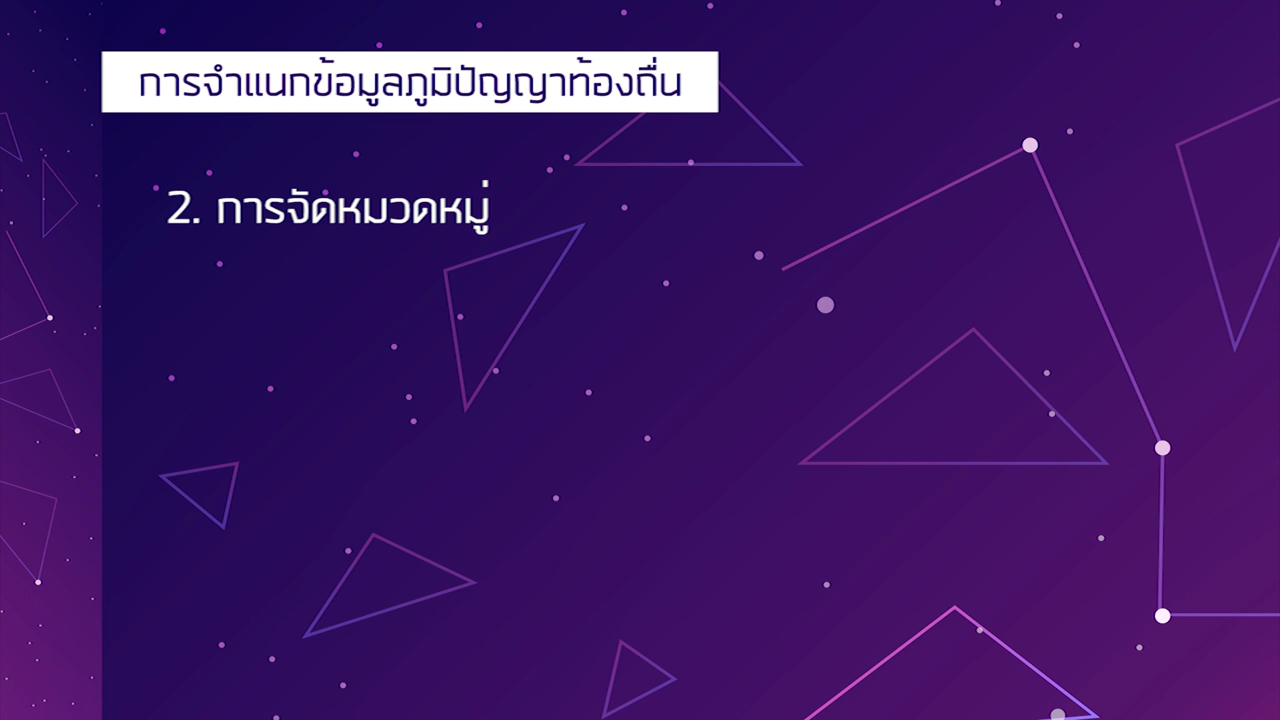 การจำแนกข้อมูลภูมิปัญญาท้องถิ่น
2. การจัดหมวดหมู่